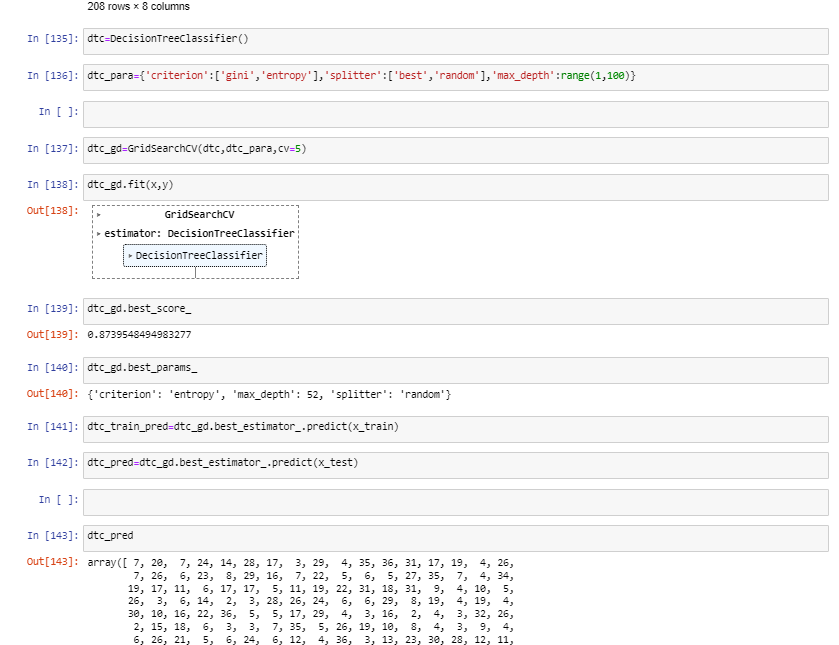 208 rows × 8 columns
In [135]: dtc=DecisionTreeClassifier()
In [136]: dtc_para={'criterion':['gini','entropy'],'splitter':['best','random'],'max_depth':range(1,100)}
In [ ]:
In [137]: dtc_gd=GridSearchCV(dtc,dtc_para,cv=5)
In [138]: dtc_gd.fit(x,y)
Out[138]:
GridSearchCV
estimator: DecisionTreeClassifier
DecisionTreeClassifier
In [139]: dtc_gd.best_score_
Out[139]: 0.8739548494983277
In [140]: dtc_gd.best_params_
Out[140]: {'criterion': 'entropy', 'max_depth': 52, 'splitter': 'random'}
In [141]: dtc_train_pred=dtc_gd.best_estimator_.predict(x_train)
In [142]: dtc_pred=dtc_gd.best_estimator_.predict(x_test)
In [ ]:
In [143]: dtc_pred
Out[143]: array([ 7, 20, 7, 24, 14, 28, 17, 3, 29, 4, 35, 36, 31, 17, 19, 4, 26,
7, 26, 6, 23, 8, 29, 16, 7, 22, 5, 6, 5, 27, 35, 7, 4, 34,
19, 17, 11, 6, 17, 17, 5, 11, 19, 22, 31, 18, 31, 9, 4, 10, 5,
26, 3, 6, 14, 2, 3, 28, 26, 24, 6, 6, 29, 8, 19, 4, 19, 4,
30, 10, 16, 22, 36, 5, 5, 17, 29, 4, 3, 16, 2, 4, 3, 32, 26,
2, 15, 18, 6, 3, 3, 7, 35, 5, 26, 19, 10, 8, 4, 3, 9, 4,
6, 26, 21, 5, 6, 24, 6, 12, 4, 36, 3, 13, 23, 30, 28, 12, 11,